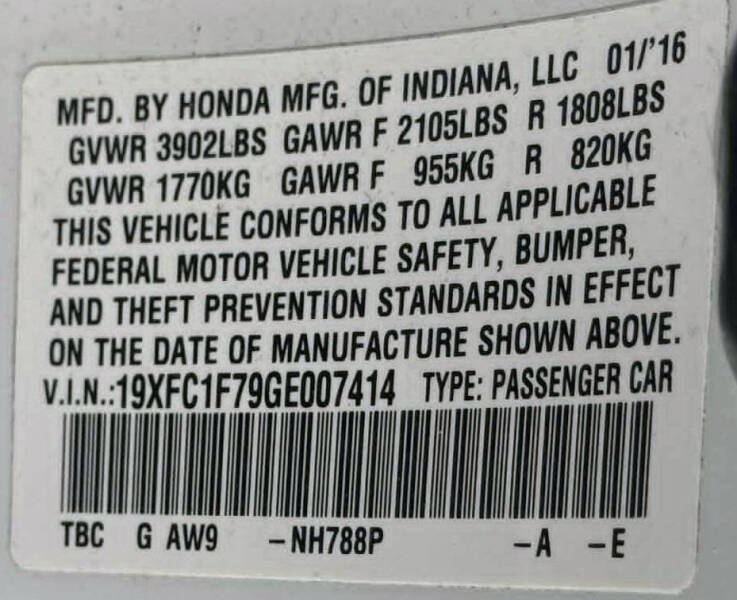 MFD. BY HONDA MFG. OF INDIANA, LLC 01/'16
GVWR 3902LBS GAWR F 2105LBS R 1808LBS
GVWR 1770KG GAWR F 955KG R 820KG
THIS VEHICLE CONFORMS TO ALL APPLICABLE
FEDERAL MOTOR VEHICLE SAFETY, BUMPER,
AND THEFT PREVENTION STANDARDS IN EFFECT
ON THE DATE OF MANUFACTURE SHOWN ABOVE.
V.I.N.:19XFC1F79GE007414 TYPE: PASSENGER CAR
TBC G AW9 -NH788P -A -E